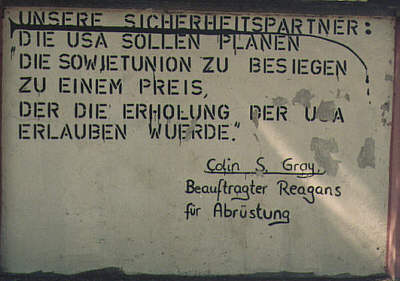 UNSERE SICHERHEITSPARTNER:
DIE USA SOLLEN PLANEN
"DIE SOWJETUNION ZU BESIEGEN
ZU EINEM PREIS,
DER DIE ERHOLUNG DER USA
ERLAUBEN WUERDE."
Colin S. Gray,
Beauftragter Reagans
für Abrüstung